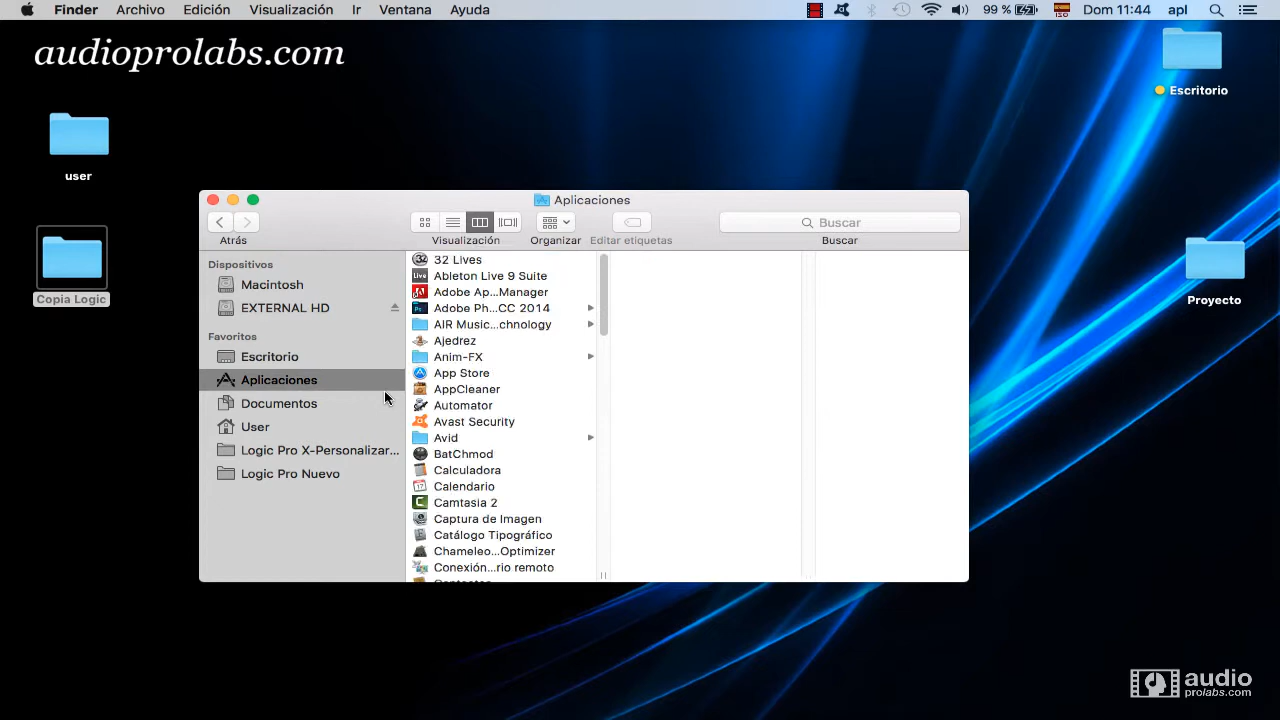 Finder Archivo Edición Visualización Ir Ventana Ayuda 99 % Dom 11:44 apl
audioprolabs.com
Escritorio
user
Copia Logic
Proyecto
Aplicaciones
Atrás Visualización Organizar Editar etiquetas Buscar
Buscar
Dispositivos
Macintosh
EXTERNAL HD
Favoritos
Escritorio
Aplicaciones
Documentos
User
Logic Pro X-Personalizar...
Logic Pro Nuevo
32 Lives
Ableton Live 9 Suite
Adobe Ap...Manager
Adobe Ph...CC 2014
AIR Music...chnology
Ajedrez
Anim-FX
App Store
AppCleaner
Automator
Avast Security
Avid
BatChmod
Calculadora
Calendario
Camtasia 2
Captura de Imagen
Catálogo Tipográfico
Chameleo...Optimizer
Conexión...rio remoto
audio
prolabs.com